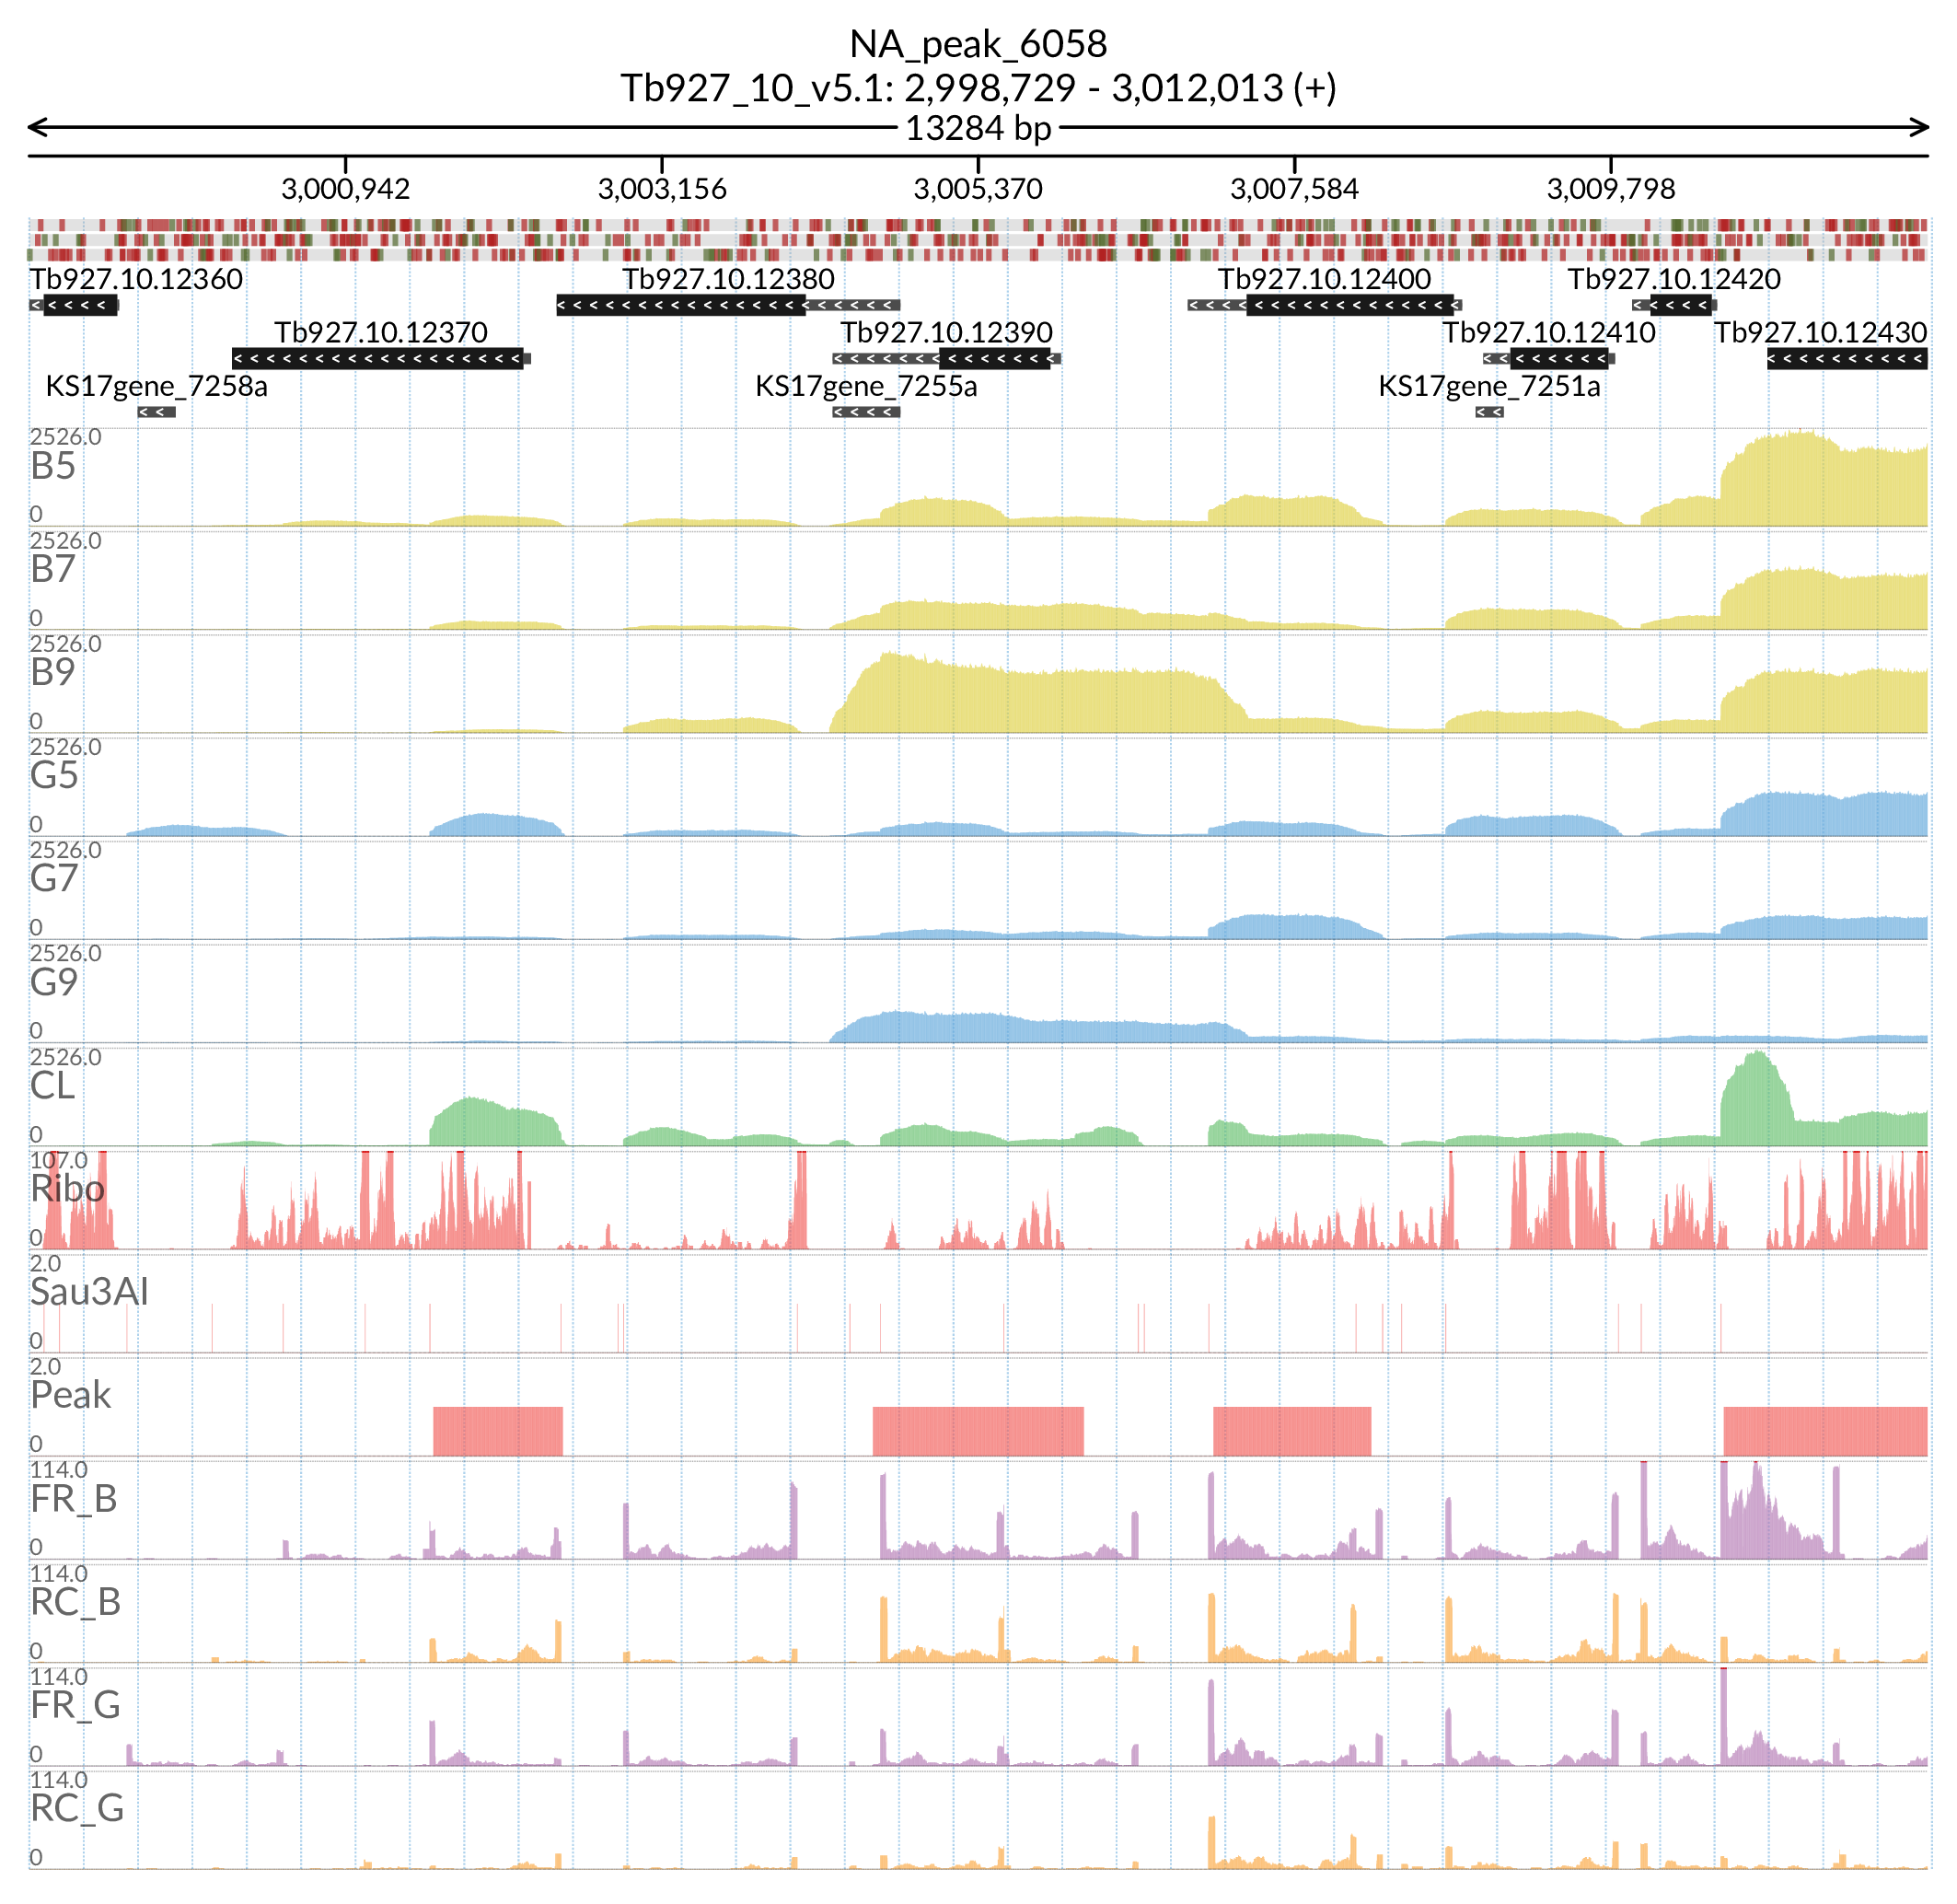 NA_peak_6058
Tb927_10_v5.1: 2,998,729 - 3,012,013 (+)
13284 bp
3,000,942 3,003,156 3,005,370 3,007,584 3,009,798
Tb927.10.12360 Tb927.10.12380 Tb927.10.12400 Tb927.10.12420
Tb927.10.12370 Tb927.10.12390 Tb927.10.12410 Tb927.10.12430
KS17gene_7258a KS17gene_7255a KS17gene_7251a
2526.0
B5
0
2526.0
B7
0
2526.0
B9
0
2526.0
G5
0
2526.0
G7
0
2526.0
G9
0
2526.0
CL
0
107.0
Ribo
0
2.0
Sau3AI
0
2.0
Peak
0
114.0
FR_B
0
114.0
RC_B
0
114.0
FR_G
0
114.0
RC_G
0